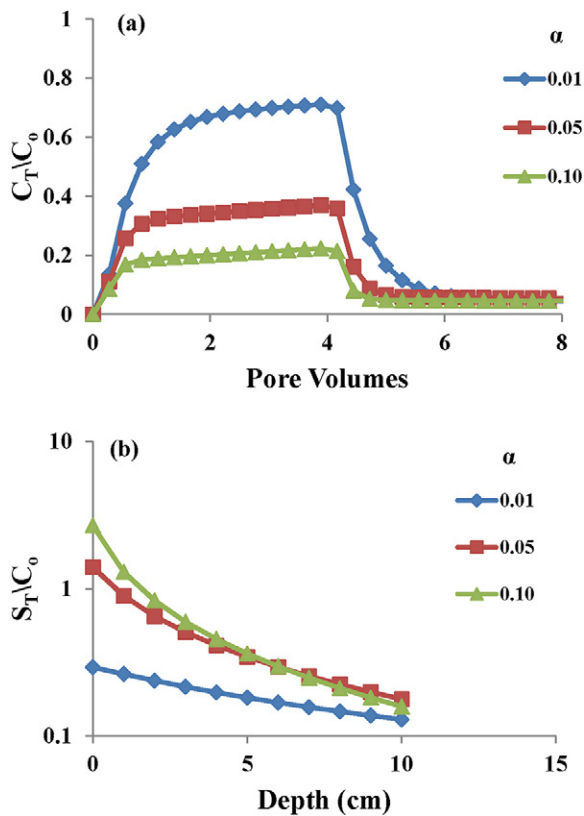 (a)
α
0.01
0.05
0.10
1
0.8
0.6
0.4
0.2
0
C_T\C_o
0 2 4 6 8
Pore Volumes
(b)
α
0.01
0.05
0.10
10
1
0.1
S_T\C_o
0 5 10 15
Depth (cm)